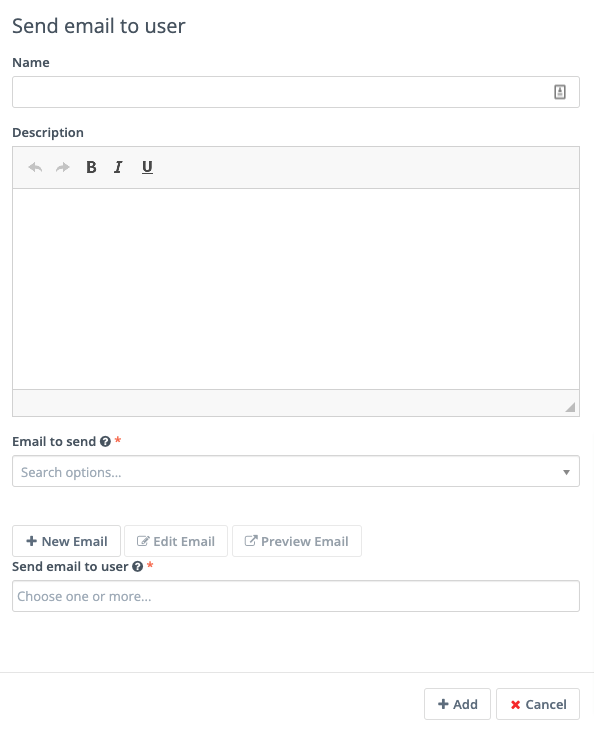 Send email to user
Name
Description
B I U
Email to send ? *
Search options...
New Email Edit Email Preview Email
Send email to user ? *
Choose one or more...
Add Cancel